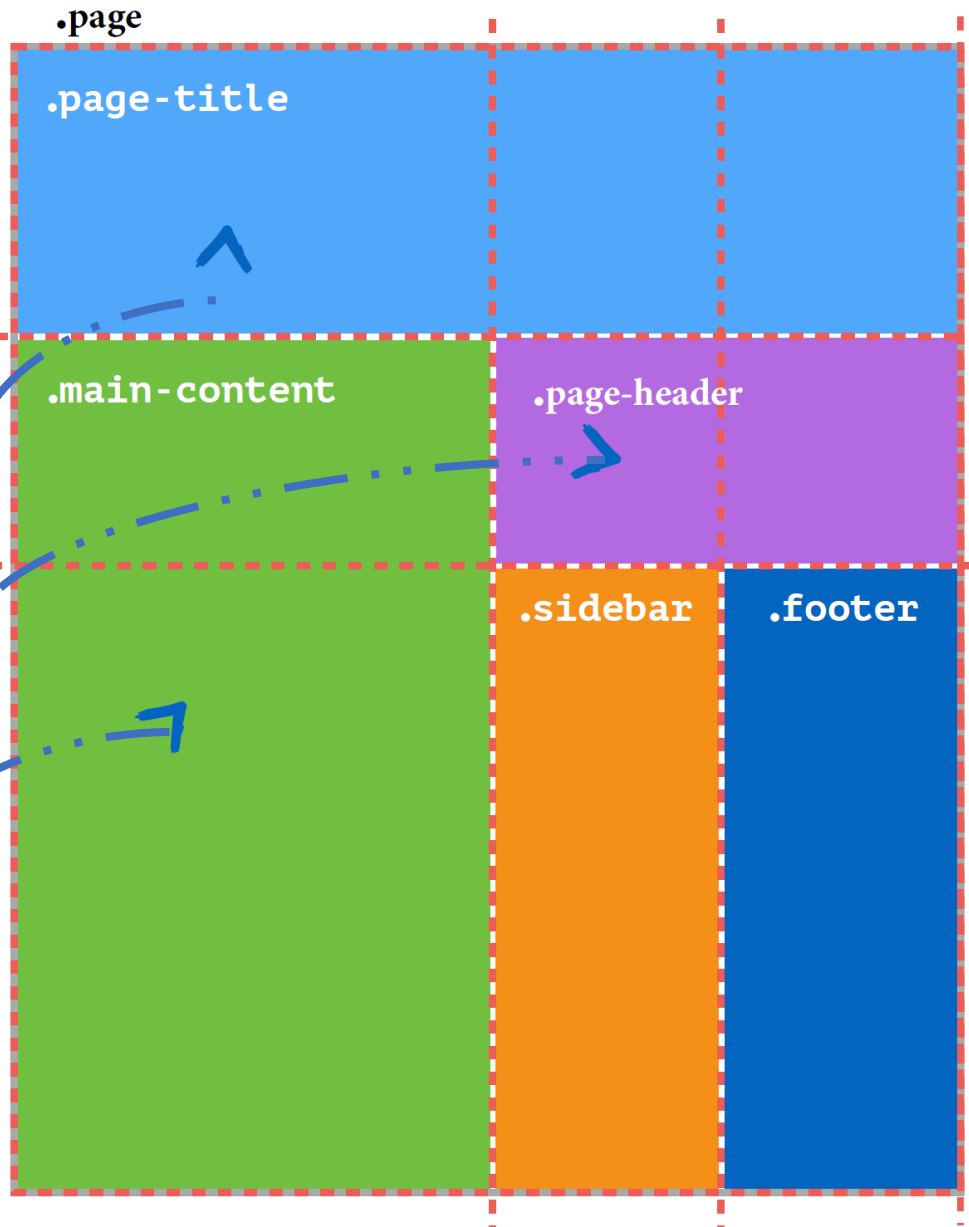 .page
.page-title
.main-content
.page-header
.sidebar
.footer